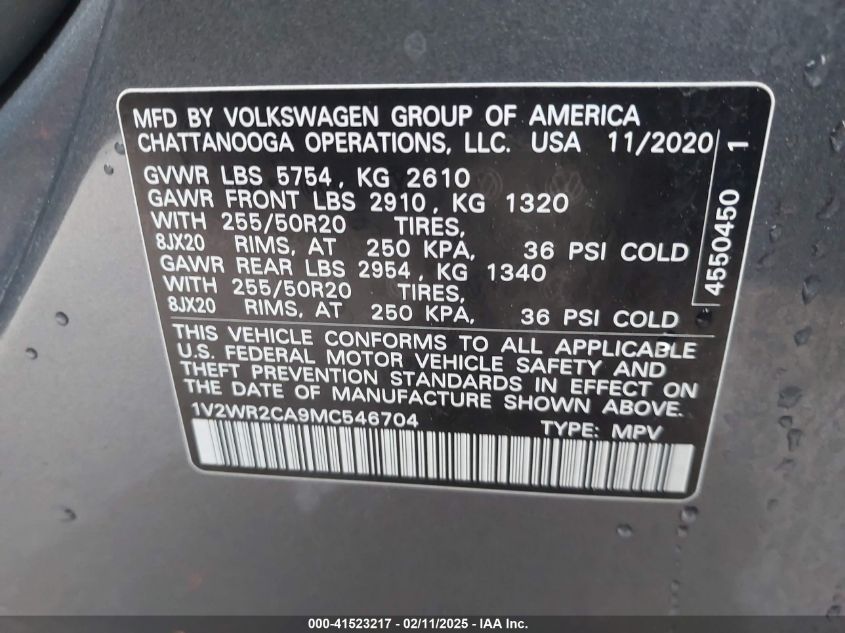 MFD BY VOLKSWAGEN GROUP OF AMERICA
CHATTANOOGA OPERATIONS, LLC. USA 11/2020
GVWR LBS 5754, KG 2610
GAWR FRONT LBS 2910, KG 1320
WITH 255/50R20 TIRES,
8JX20 RIMS, AT 250 KPA, 36 PSI COLD
GAWR REAR LBS 2954, KG 1340
WITH 255/50R20 TIRES,
8JX20 RIMS, AT 250 KPA, 36 PSI COLD
4550450 1
THIS VEHICLE CONFORMS TO ALL APPLICABLE
U.S. FEDERAL MOTOR VEHICLE SAFETY AND
THEFT PREVENTION STANDARDS IN EFFECT ON
THE DATE OF MANUFACTURE SHOWN ABOVE.
1V2WR2CA9MC546704 TYPE: MPV
000-41523217 - 02/11/2025 - IAA Inc.